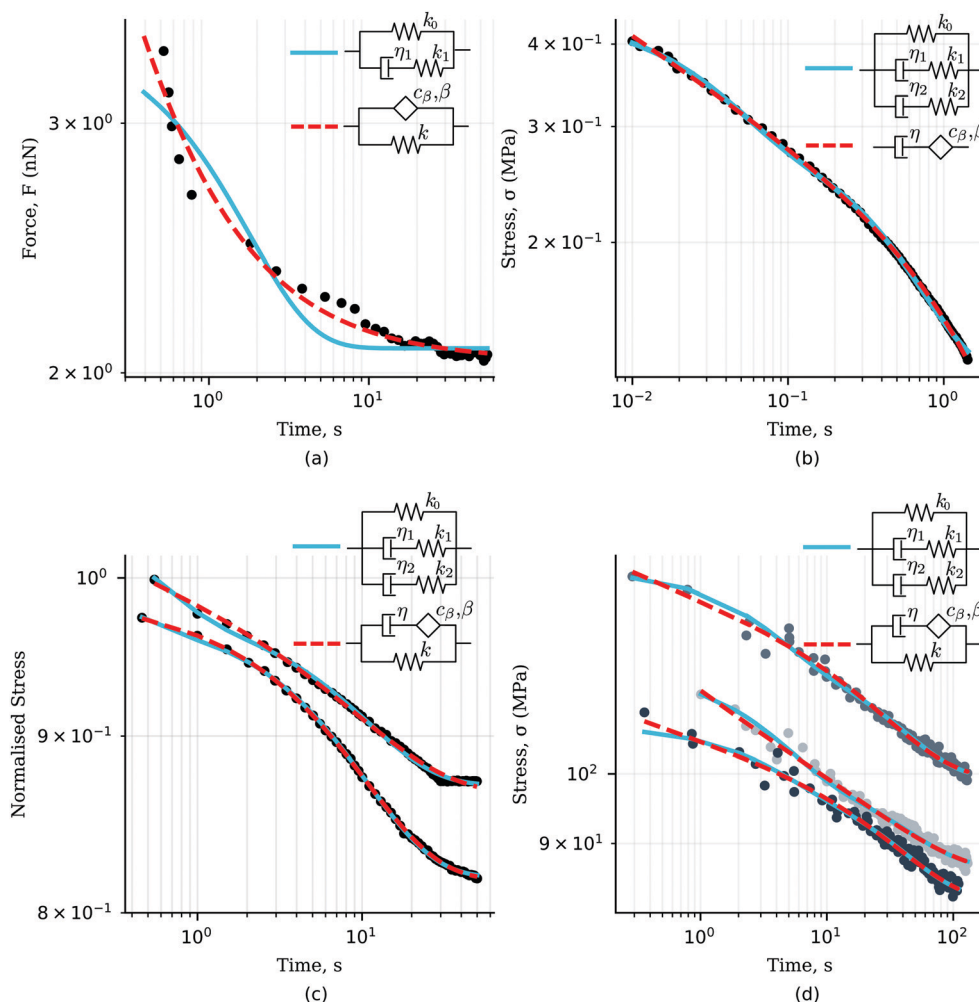 Force, F (nN)
3 × 10⁰
2 × 10⁰
10⁰
10¹
Time, s
(a)
k₀
η₁
k₁
c_β,β
k
Stress, σ (MPa)
4 × 10⁻¹
3 × 10⁻¹
2 × 10⁻¹
10⁻²
10⁻¹
10⁰
Time, s
(b)
k₀
η₁
k₁
η₂
k₂
η
c_β,β
Normalised Stress
10⁰
9 × 10⁻¹
8 × 10⁻¹
10⁰
10¹
Time, s
(c)
k₀
η₁
k₁
η₂
k₂
η
c_β,β
k
Stress, σ (MPa)
10²
9 × 10¹
10⁰
10¹
10²
Time, s
(d)
k₀
η₁
k₁
η₂
k₂
η
c_β,β
k